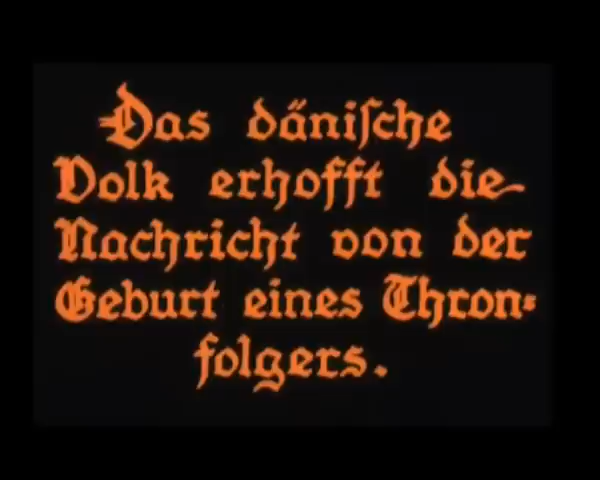 Das dänische
Volk erhofft die
Nachricht von der
Geburt eines Thron=
folgers.